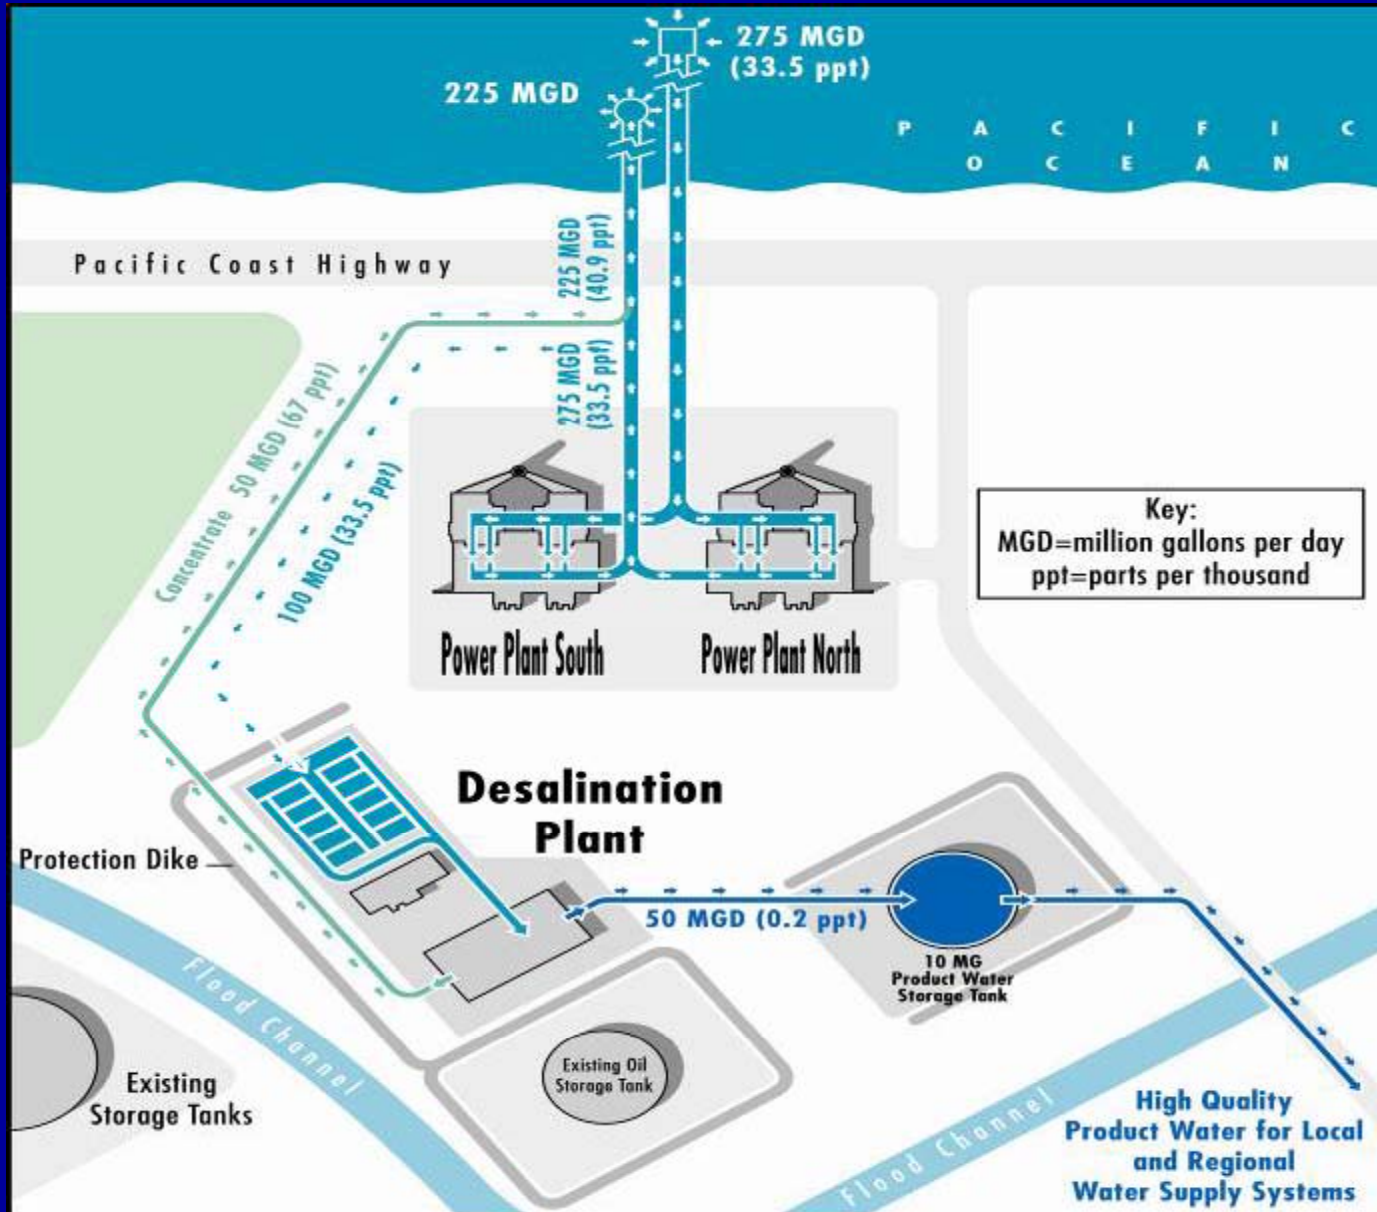 275 MGD
(33.5 ppt)
225 MGD
PACIFIC
OCEAN
225 MGD
(40.9 ppt)
Pacific Coast Highway
275 MGD
(33.5 ppt)
Concentrate 50 MGD (67 ppt)
100 MGD (33.5 ppt)
Key:
MGD=million gallons per day
ppt=parts per thousand
Power Plant South
Power Plant North
Desalination
Plant
Protection Dike
50 MGD (0.2 ppt)
10 MG
Product Water
Storage Tank
Flood Channel
Existing Oil
Storage Tank
Existing
Storage Tanks
Flood Channel
High Quality
Product Water for Local
and Regional
Water Supply Systems